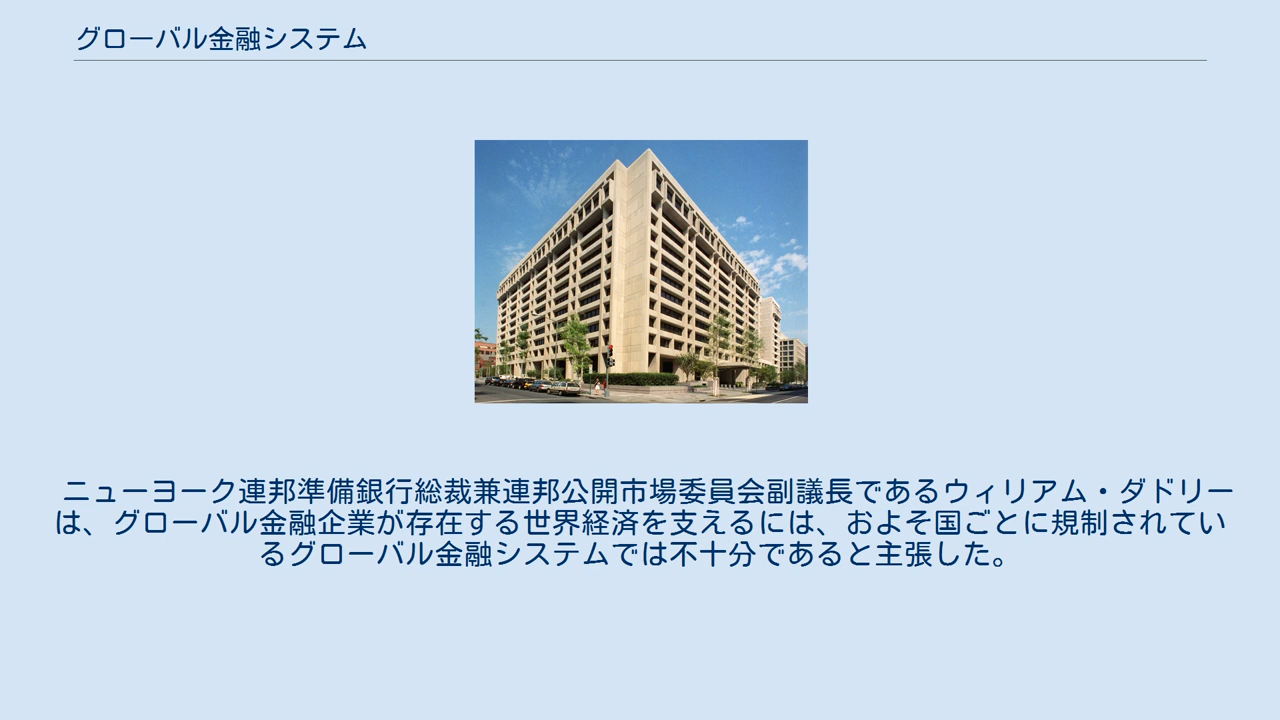 グローバル金融システム
ニューヨーク連邦準備銀行総裁兼連邦公開市場委員会副議長であるウィリアム・ダドリー
は、グローバル金融企業が存在する世界経済を支えるには、およそ国ごとに規制されてい
るグローバル金融システムでは不十分であると主張した。